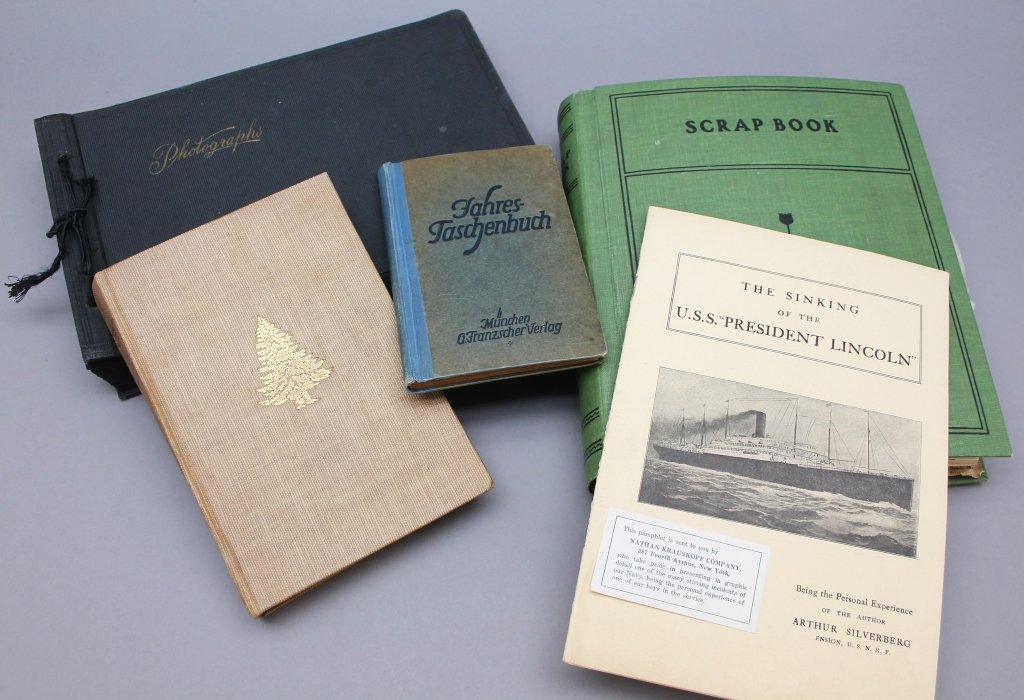 Photographs
Jahres-
Taschenbuch
München
G. Franzscher Verlag
SCRAP BOOK
THE SINKING
OF THE
U.S.S. "PRESIDENT LINCOLN"
This pamphlet is sent to you by
NATHAN KRAUSKOPF COMPANY,
387 Fourth Avenue, New York,
who take pride in presenting in graphic
detail one of the many stirring incidents of
our Navy, being the personal experience of
one of our boys in the service.
Being the Personal Experience
OF THE AUTHOR
ARTHUR SILVERBERG
ENSIGN, U. S. N. R. F.